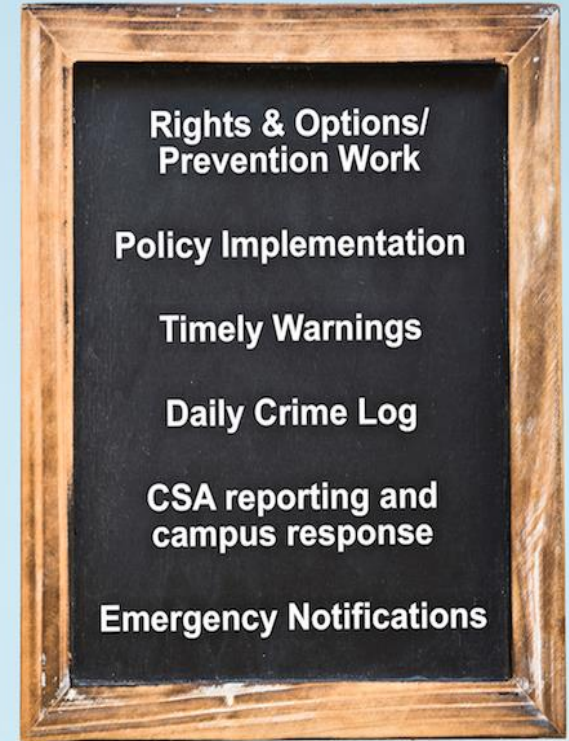 Rights & Options/
Prevention Work
Policy Implementation
Timely Warnings
Daily Crime Log
CSA reporting and
campus response
Emergency Notifications